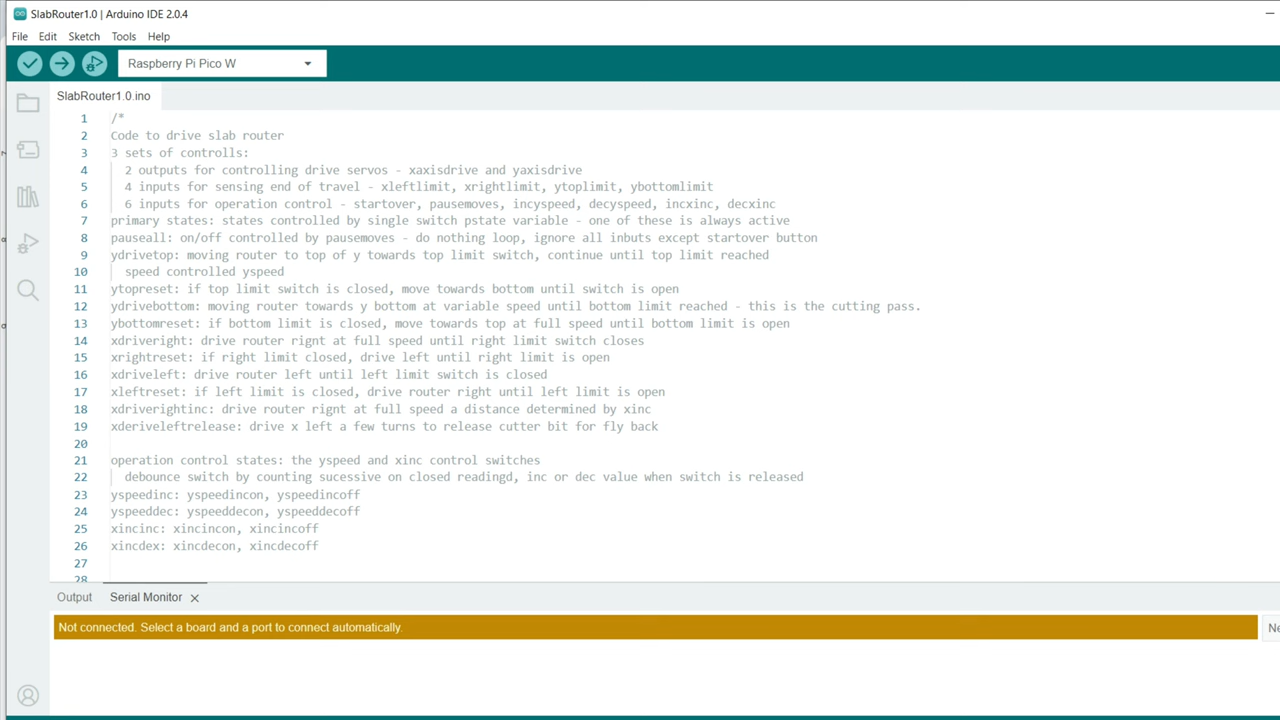 SlabRouter1.0 | Arduino IDE 2.0.4
File Edit Sketch Tools Help
Raspberry Pi Pico W
SlabRouter1.0.ino
1 /*
2 Code to drive slab router
3 3 sets of controlls:
4 2 outputs for controlling drive servos - xaxisdrive and yaxisdrive
5 4 inputs for sensing end of travel - xleftlimit, xrightlimit, ytoplimit, ybottomlimit
6 6 inputs for operation control - startover, pausemoves, incyspeed, decyspeed, incxinc, decxinc
7 primary states: states controlled by single switch pstate variable - one of these is always active
8 pauseall: on/off controlled by pausemoves - do nothing loop, ignore all inbuts except startover button
9 ydrivetop: moving router to top of y towards top limit switch, continue until top limit reached
10 speed controlled yspeed
11 ytopreset: if top limit switch is closed, move towards bottom until switch is open
12 ydrivebottom: moving router towards y bottom at variable speed until bottom limit reached - this is the cutting pass.
13 ybottomreset: if bottom limit is closed, move towards top at full speed until bottom limit is open
14 xdriveright: drive router rignt at full speed until right limit switch closes
15 xrightreset: if right limit closed, drive left until right limit is open
16 xdriveleft: drive router left until left limit switch is closed
17 xleftreset: if left limit is closed, drive router right until left limit is open
18 xdriverightinc: drive router rignt at full speed a distance determined by xinc
19 xderiveleftrelease: drive x left a few turns to release cutter bit for fly back
20
21 operation control states: the yspeed and xinc control switches
22 debounce switch by counting sucessive on closed readingd, inc or dec value when switch is released
23 yspeedinc: yspeedincon, yspeedincoff
24 yspeeddec: yspeeddecon, yspeeddecoff
25 xincinc: xincincon, xincincoff
26 xincdex: xincdecon, xincdecoff
27
28
Output Serial Monitor
Not connected. Select a board and a port to connect automatically.
Ne